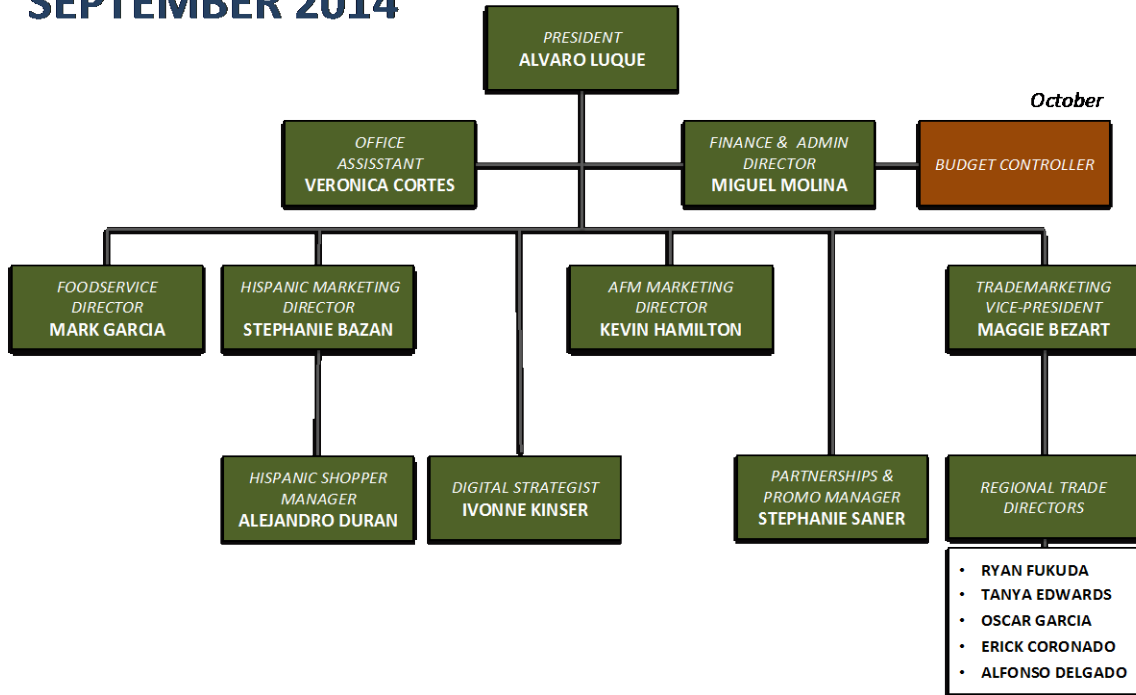 SEPTEMBER 2014
PRESIDENT
ALVARO LUQUE
October
OFFICE
ASSISSTANT
VERONICA CORTES
FINANCE & ADMIN
DIRECTOR
MIGUEL MOLINA
BUDGET CONTROLLER
FOODSERVICE
DIRECTOR
MARK GARCIA
HISPANIC MARKETING
DIRECTOR
STEPHANIE BAZAN
AFM MARKETING
DIRECTOR
KEVIN HAMILTON
TRADEMARKETING
VICE-PRESIDENT
MAGGIE BEZART
HISPANIC SHOPPER
MANAGER
ALEJANDRO DURAN
DIGITAL STRATEGIST
IVONNE KINSER
PARTNERSHIPS &
PROMO MANAGER
STEPHANIE SANER
REGIONAL TRADE
DIRECTORS
• RYAN FUKUDA
• TANYA EDWARDS
• OSCAR GARCIA
• ERICK CORONADO
• ALFONSO DELGADO